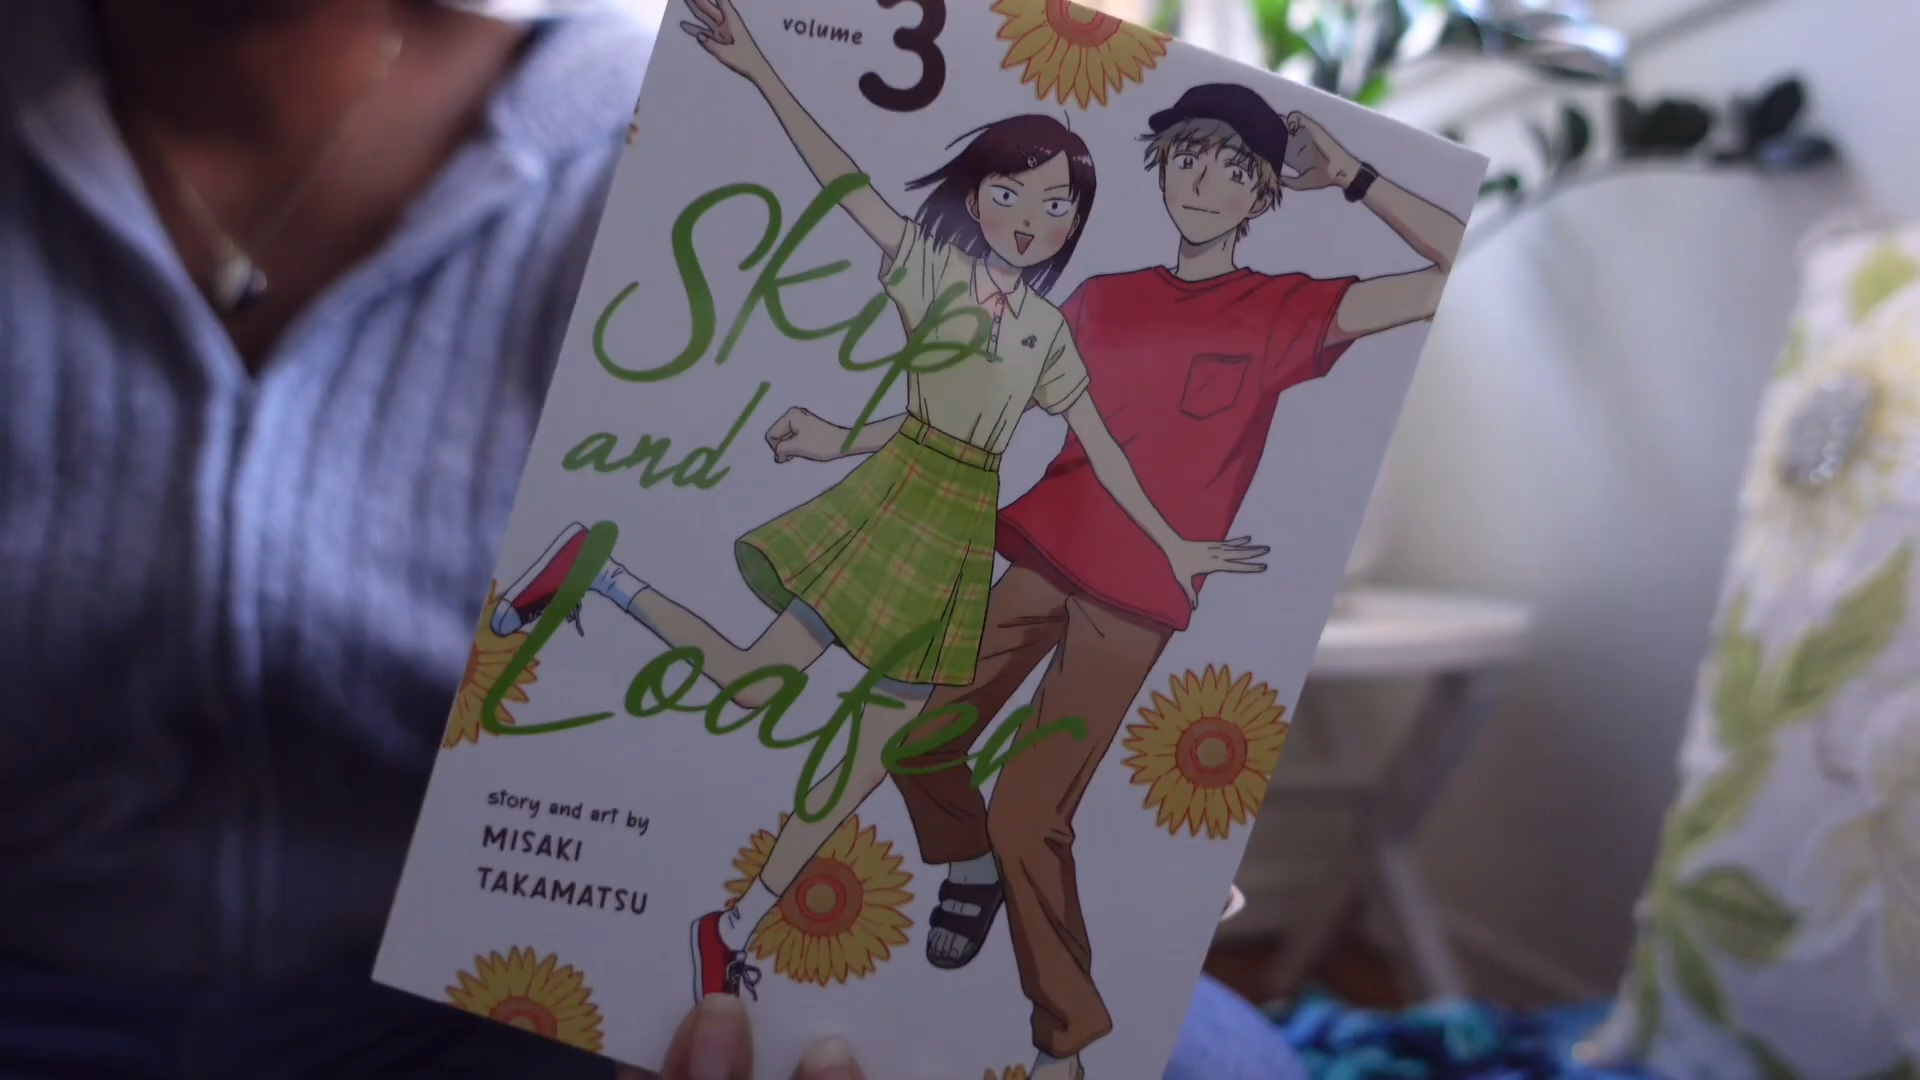 volume 3
Skip
and
Loafer
story and art by
MISAKI
TAKAMATSU